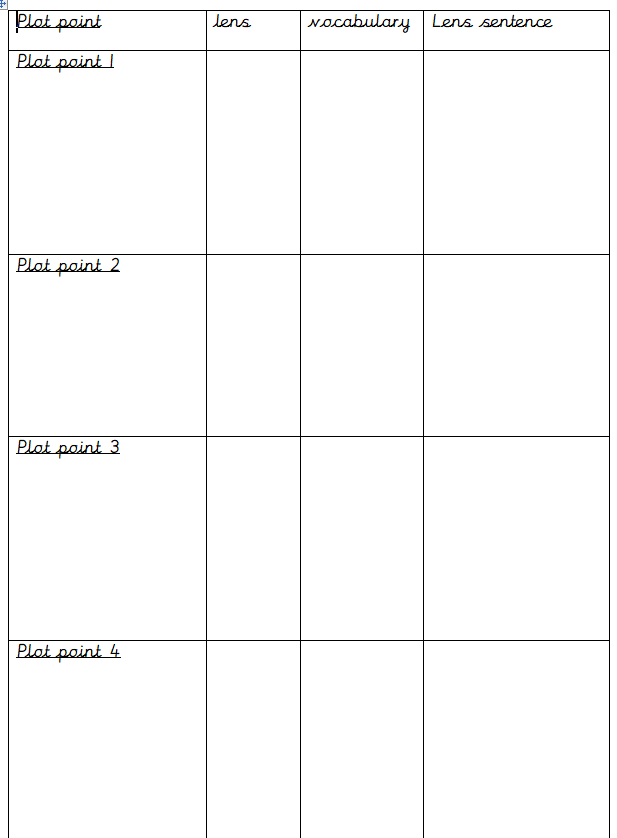 Plot point lens vocabulary Lens sentence
Plot point 1
Plot point 2
Plot point 3
Plot point 4